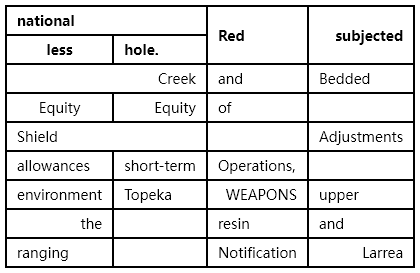 national Red subjected
less hole.
Creek and Bedded
Equity Equity of
Shield Adjustments
allowances short-term Operations,
environment Topeka WEAPONS upper
the resin and
ranging Notification Larrea